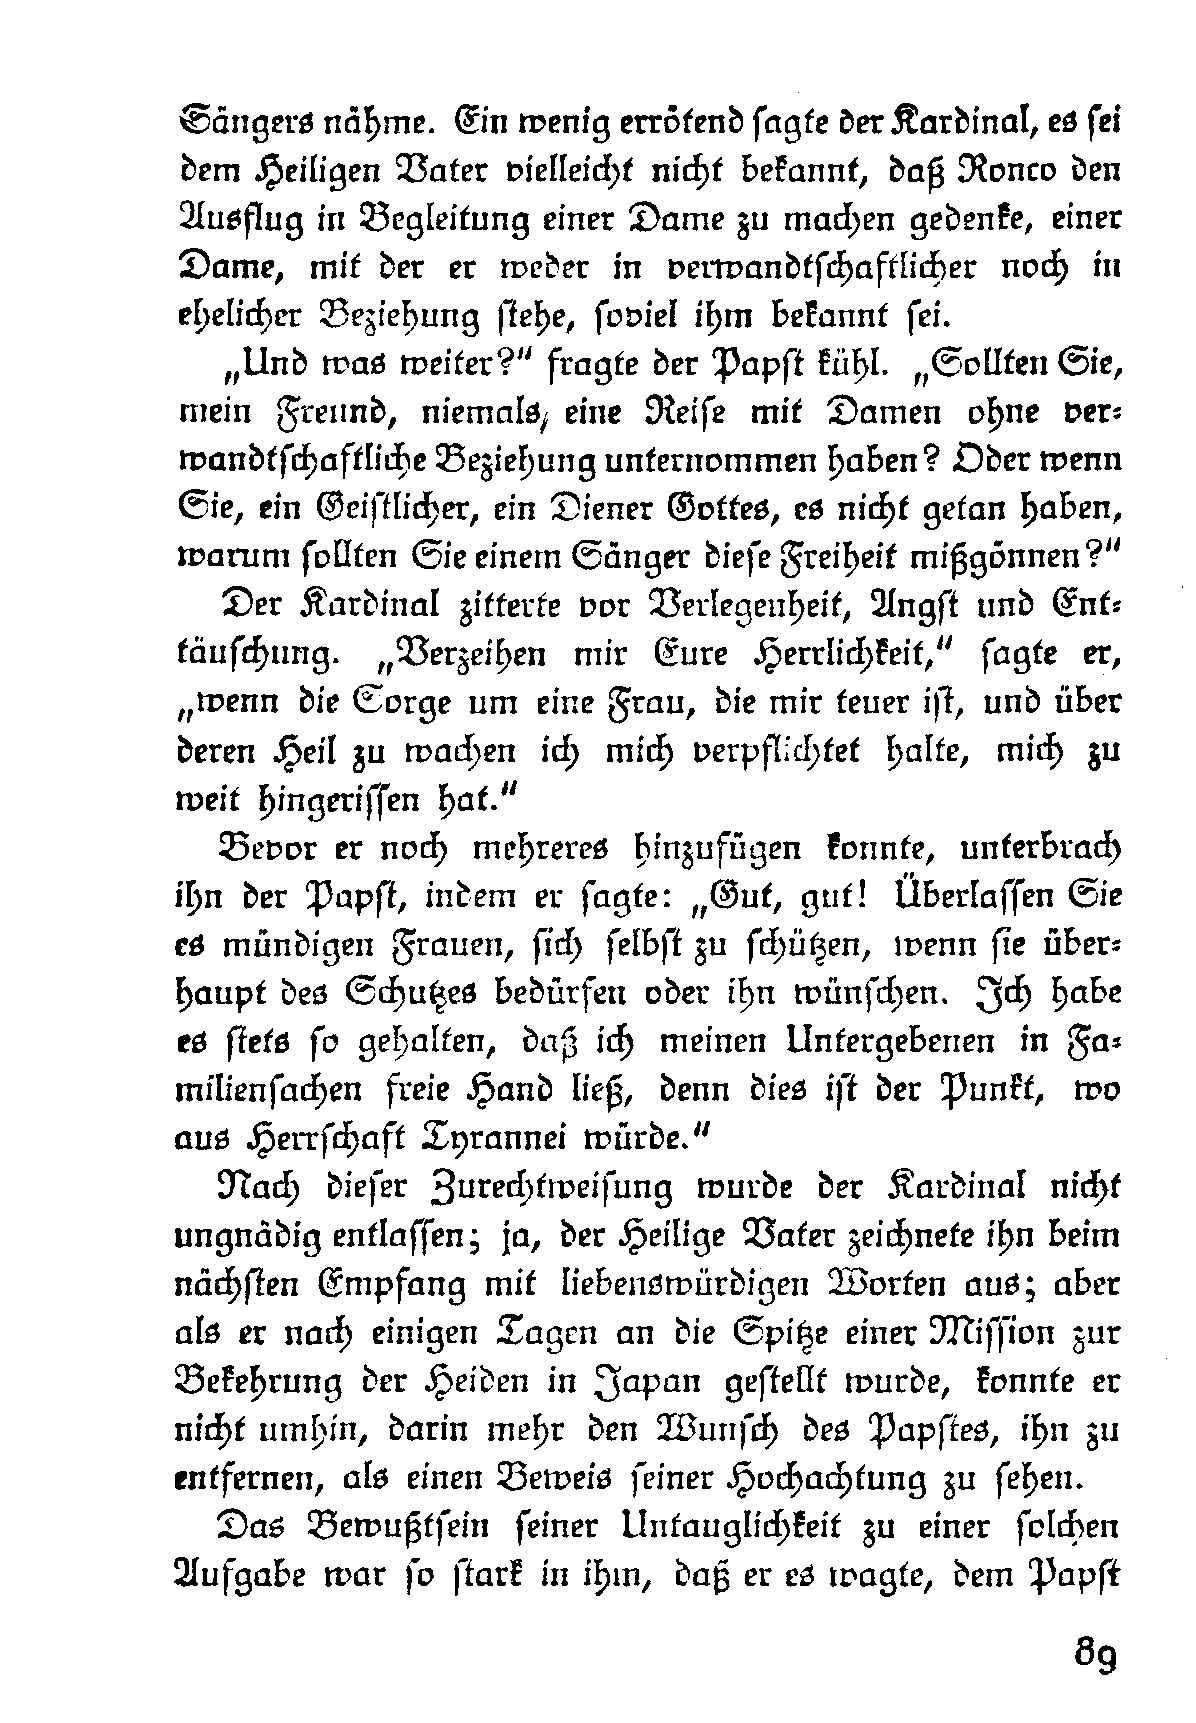 Sängers nähme. Ein wenig errötend sagte der Kardinal, es sei
dem Heiligen Vater vielleicht nicht bekannt, daß Ronco den
Ausflug in Begleitung einer Dame zu machen gedenke, einer
Dame, mit der er weder in verwandtschaftlicher noch in
ehelicher Beziehung stehe, soviel ihm bekannt sei.
„Und was weiter?“ fragte der Papst kühl. „Sollten Sie,
mein Freund, niemals, eine Reise mit Damen ohne ver-
wandtschaftliche Beziehung unternommen haben? Oder wenn
Sie, ein Geistlicher, ein Diener Gottes, es nicht getan haben,
warum sollten Sie einem Sänger diese Freiheit mißgönnen?“
Der Kardinal zitterte vor Verlegenheit, Angst und Ent-
täuschung. „Verzeihen mir Eure Herrlichkeit,“ sagte er,
„wenn die Sorge um eine Frau, die mir teuer ist, und über
deren Heil zu wachen ich mich verpflichtet halte, mich zu
weit hingerissen hat.“
Bevor er noch mehreres hinzufügen konnte, unterbrach
ihn der Papst, indem er sagte: „Gut, gut! Überlassen Sie
es mündigen Frauen, sich selbst zu schützen, wenn sie über-
haupt des Schutzes bedürfen oder ihn wünschen. Ich habe
es stets so gehalten, daß ich meinen Untergebenen in Fa-
miliensachen freie Hand ließ, denn dies ist der Punkt, wo
aus Herrschaft Tyrannei würde.“
Nach dieser Zurechtweisung wurde der Kardinal nicht
ungnädig entlassen; ja, der Heilige Vater zeichnete ihn beim
nächsten Empfang mit liebenswürdigen Worten aus; aber
als er nach einigen Tagen an die Spitze einer Mission zur
Bekehrung der Heiden in Japan gestellt wurde, konnte er
nicht umhin, darin mehr den Wunsch des Papstes, ihn zu
entfernen, als einen Beweis seiner Hochachtung zu sehen.
Das Bewußtsein seiner Untauglichkeit zu einer solchen
Aufgabe war so stark in ihm, daß er es wagte, dem Papst
89